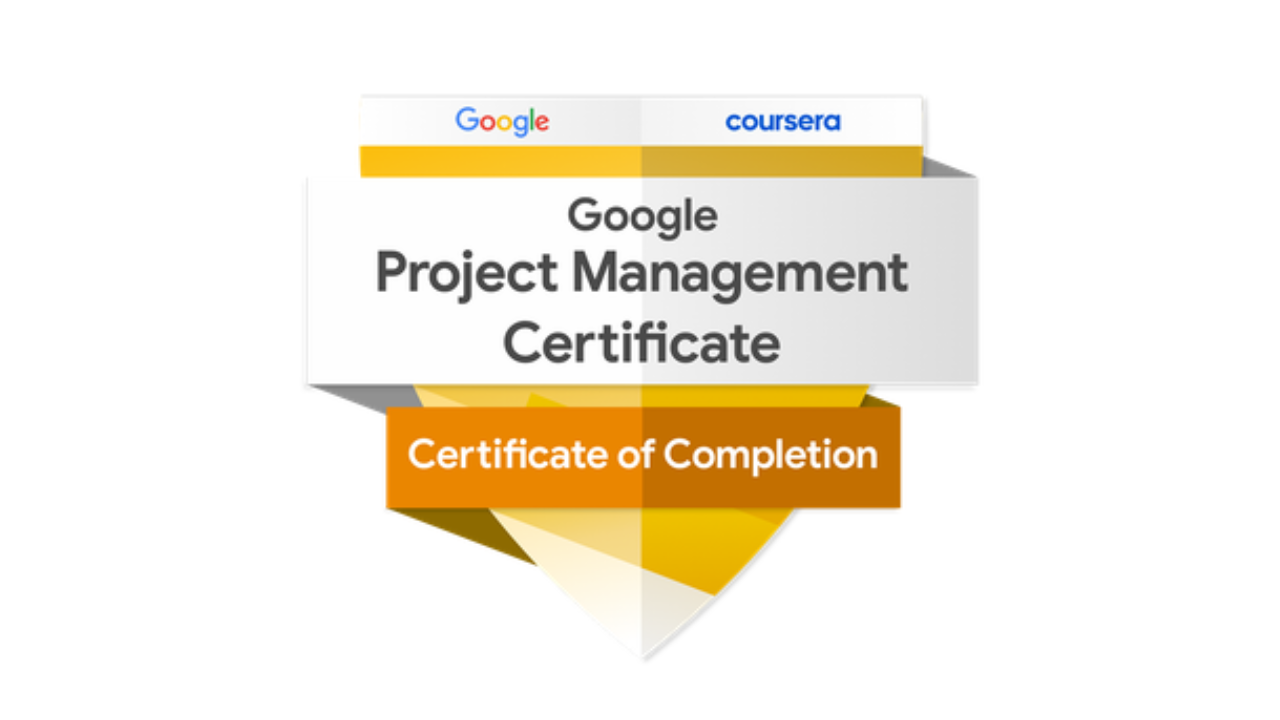 Google coursera
Google
Project Management
Certificate
Certificate of Completion